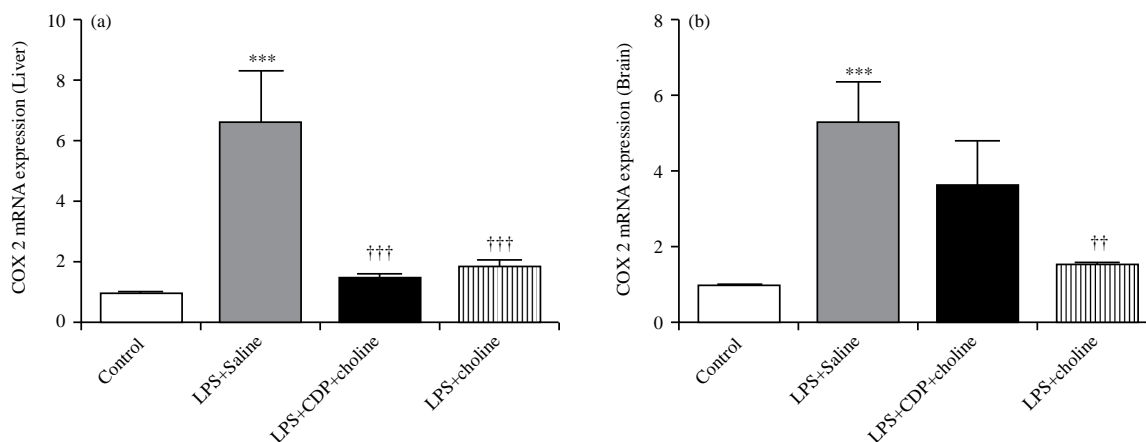 (a)
COX 2 mRNA expression (Liver)
10
8
6
4
2
0
***
†††
†††
Control
LPS+Saline
LPS+CDP+choline
LPS+choline
(b)
COX 2 mRNA expression (Brain)
8
6
4
2
0
***
††
Control
LPS+Saline
LPS+CDP+choline
LPS+choline